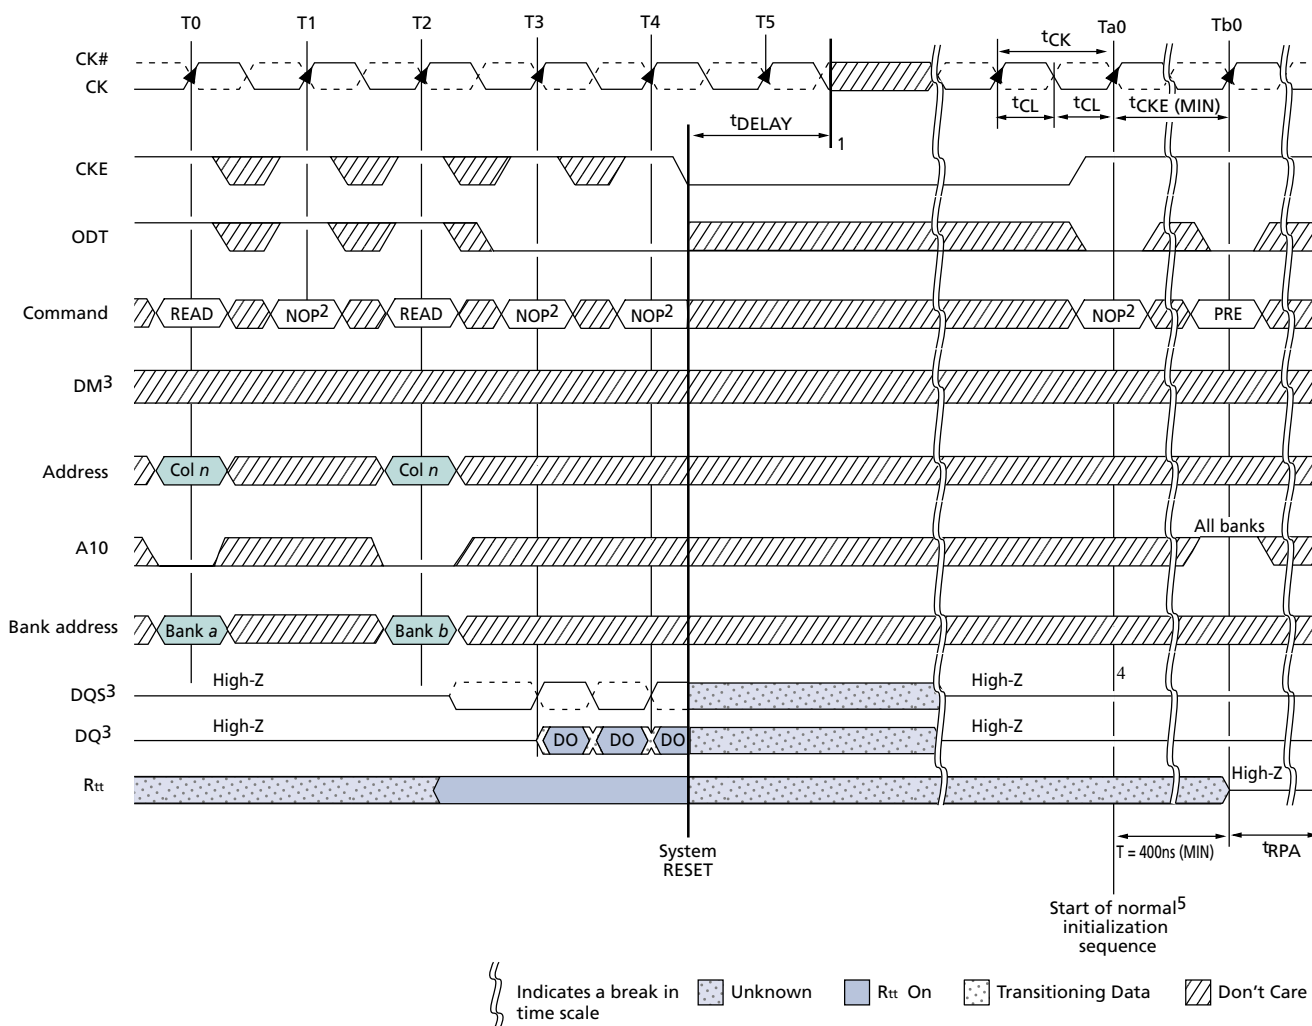 T0 T1 T2 T3 T4 T5 Ta0 Tb0
tCK
CK#
CK
tCL tCL tCKE (MIN)
tDELAY
1
CKE
ODT
Command READ NOP2 READ NOP2 NOP2 NOP2 PRE
DM3
Address Col n Col n
All banks
A10
Bank address Bank a Bank b
DQS3 High-Z High-Z 4
DQ3 High-Z DO DO DO High-Z
Rtt High-Z
System
RESET
T = 400ns (MIN) tRPA
Start of normal5
initialization
sequence
Indicates a break in
time scale
Unknown
Rtt On
Transitioning Data
Don't Care